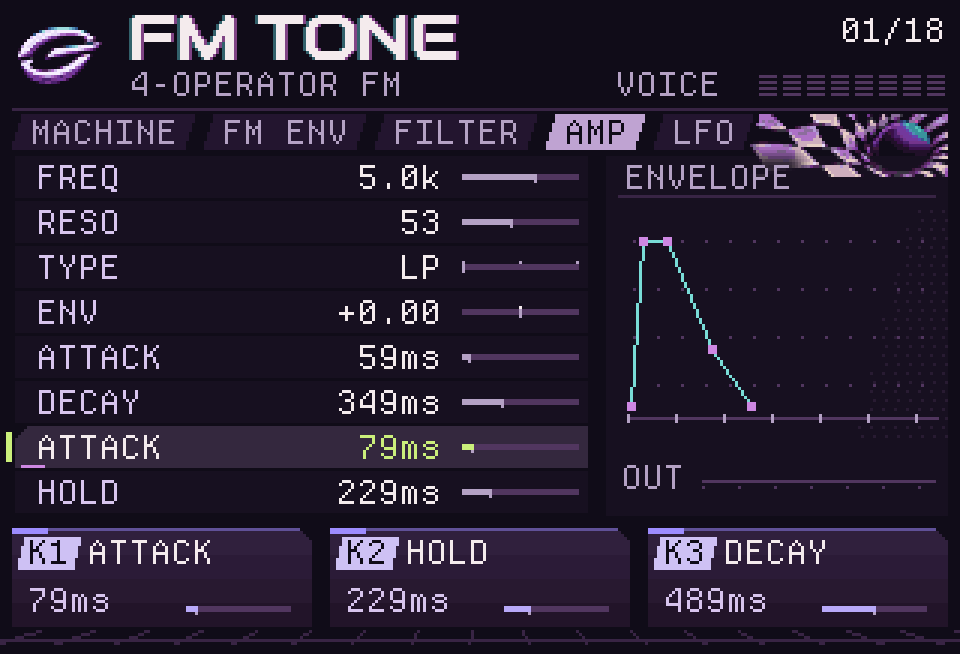 FM TONE
01/18
4-OPERATOR FM
VOICE
MACHINE FM ENV FILTER AMP LFO
FREQ 5.0k
ENVELOPE
RESO 53
TYPE LP
ENV +0.00
ATTACK 59ms
DECAY 349ms
ATTACK 79ms
HOLD 229ms
OUT
K1 ATTACK
79ms
K2 HOLD
229ms
K3 DECAY
489ms